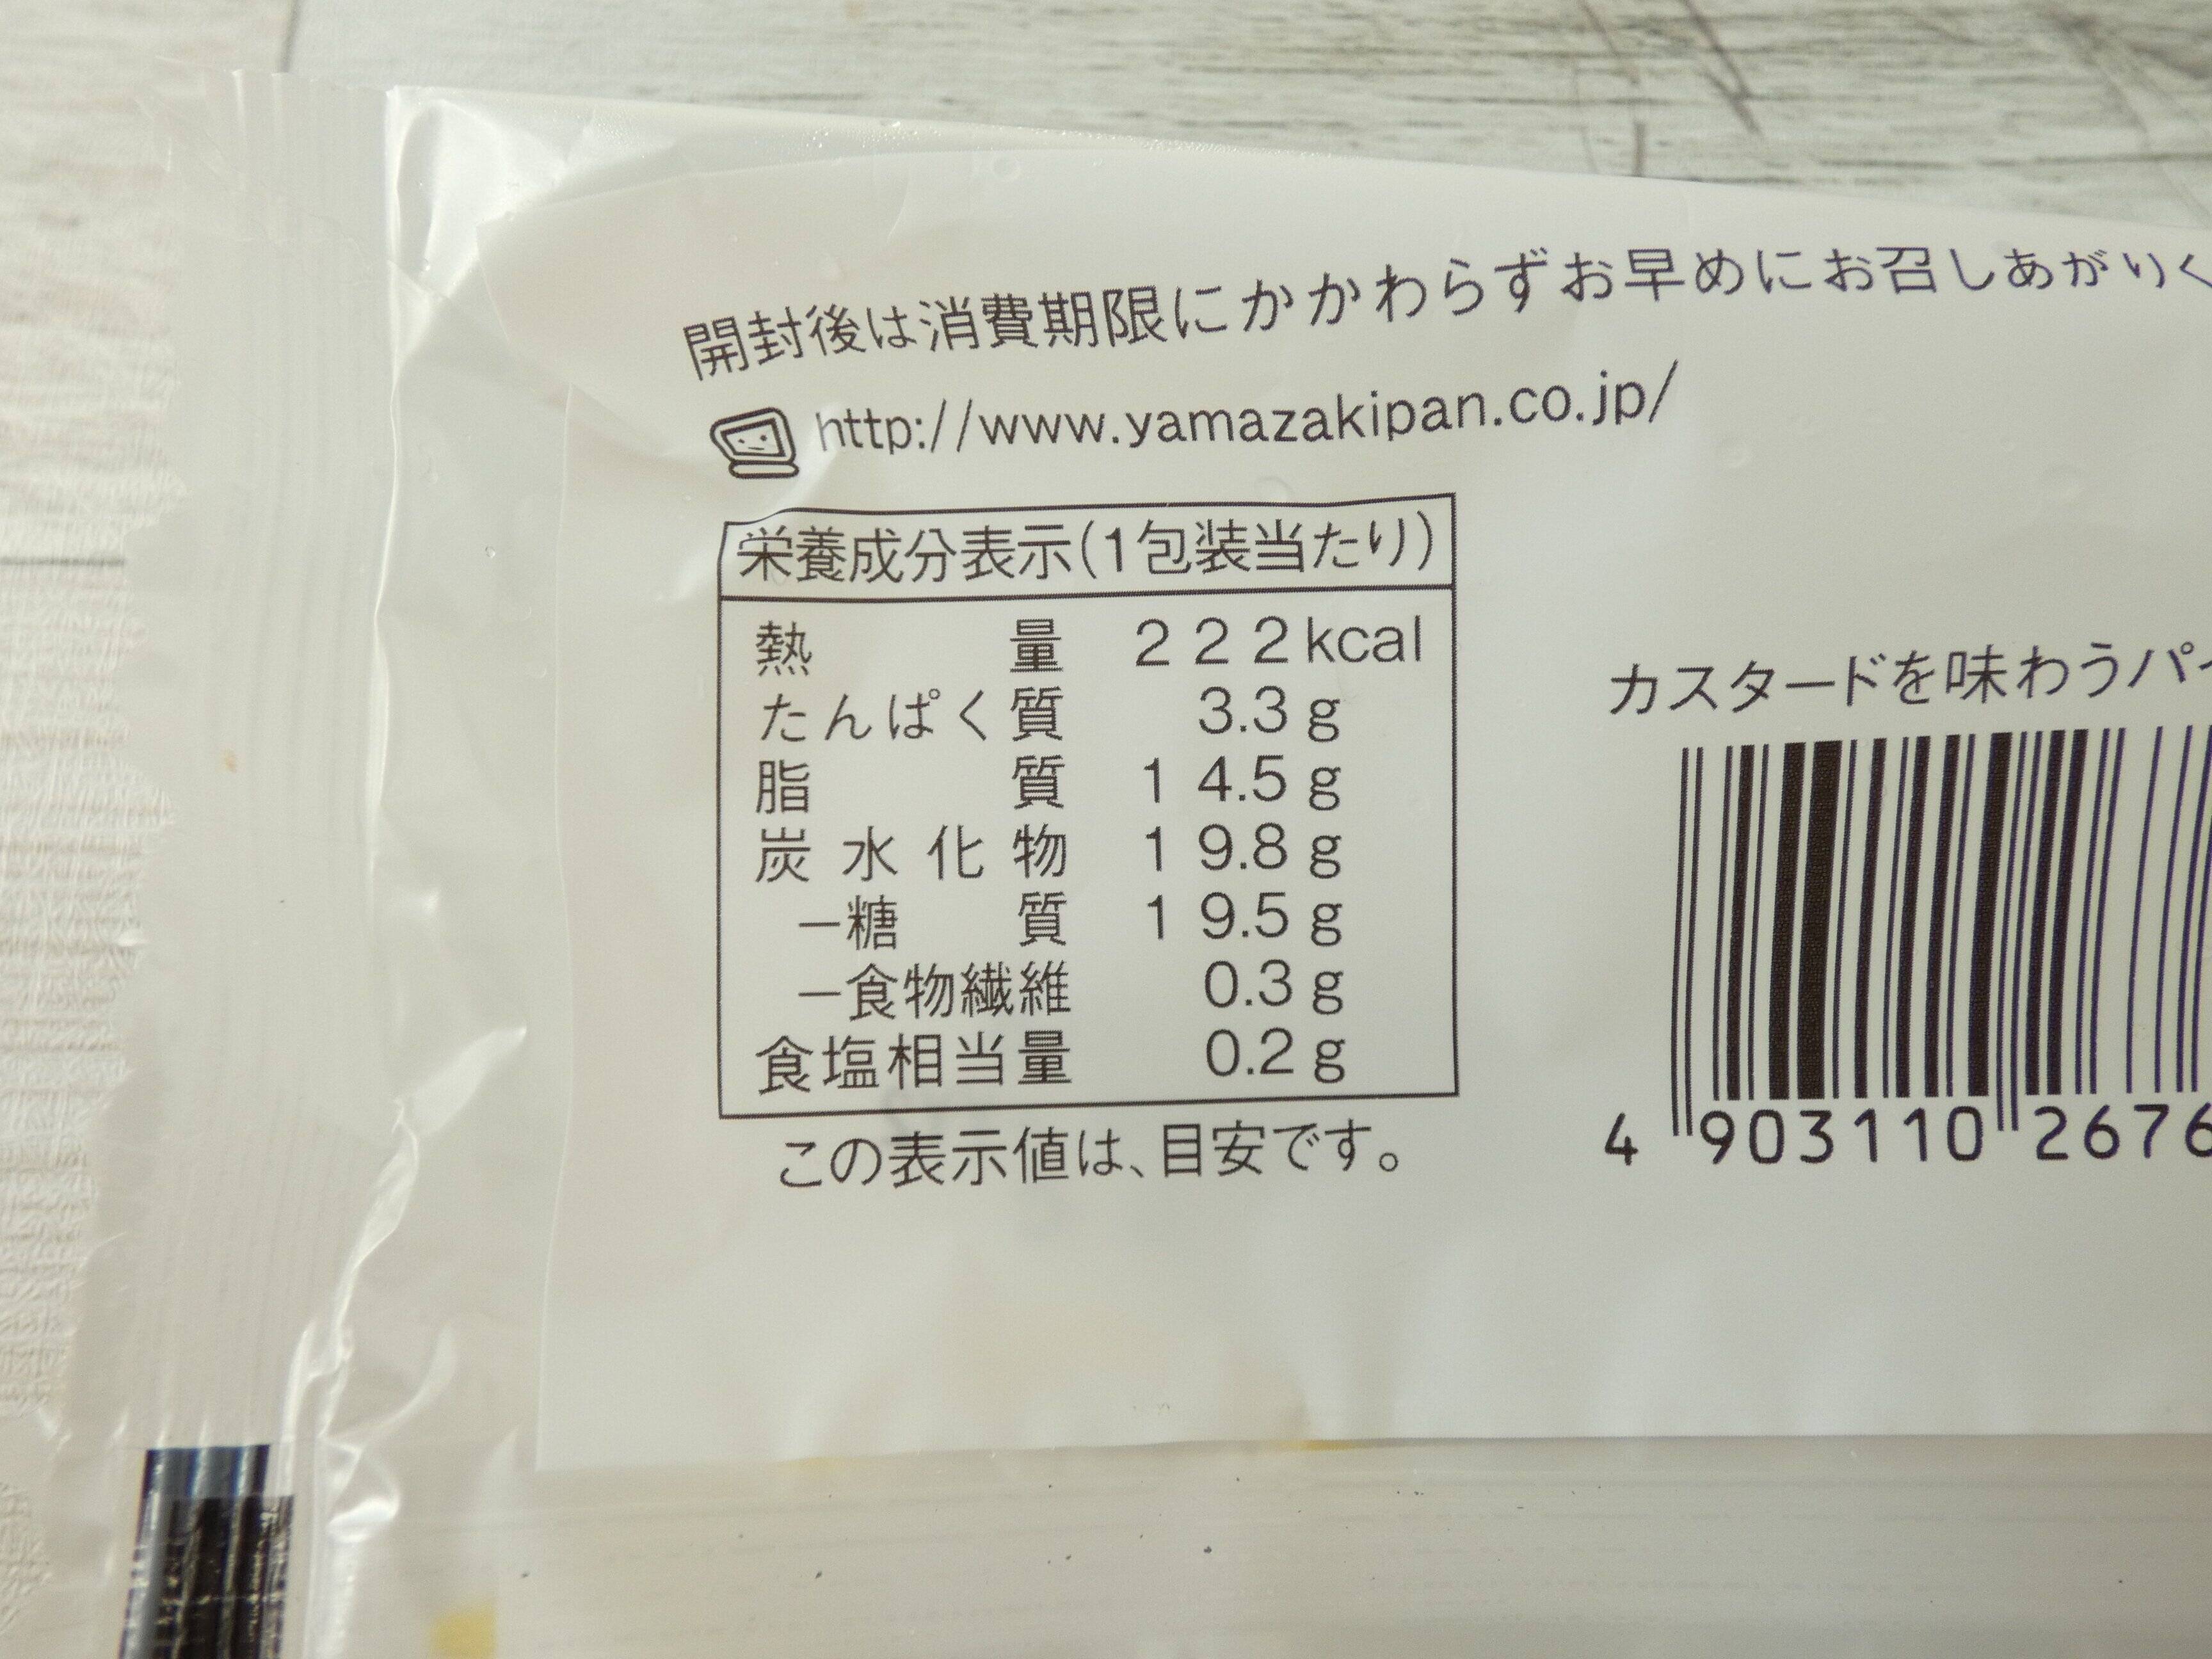 開封後は消費期限にかかわらずお早めにお召しあがりく
http://www.yamazakipan.co.jp/
栄養成分表示(1包装当たり)
熱量 222kcal
たんぱく質 3.3g
脂質 14.5g
炭水化物 19.8g
－糖質 19.5g
－食物繊維 0.3g
食塩相当量 0.2g
この表示値は、目安です。
カスタードを味わうパイ
4 903110 2676